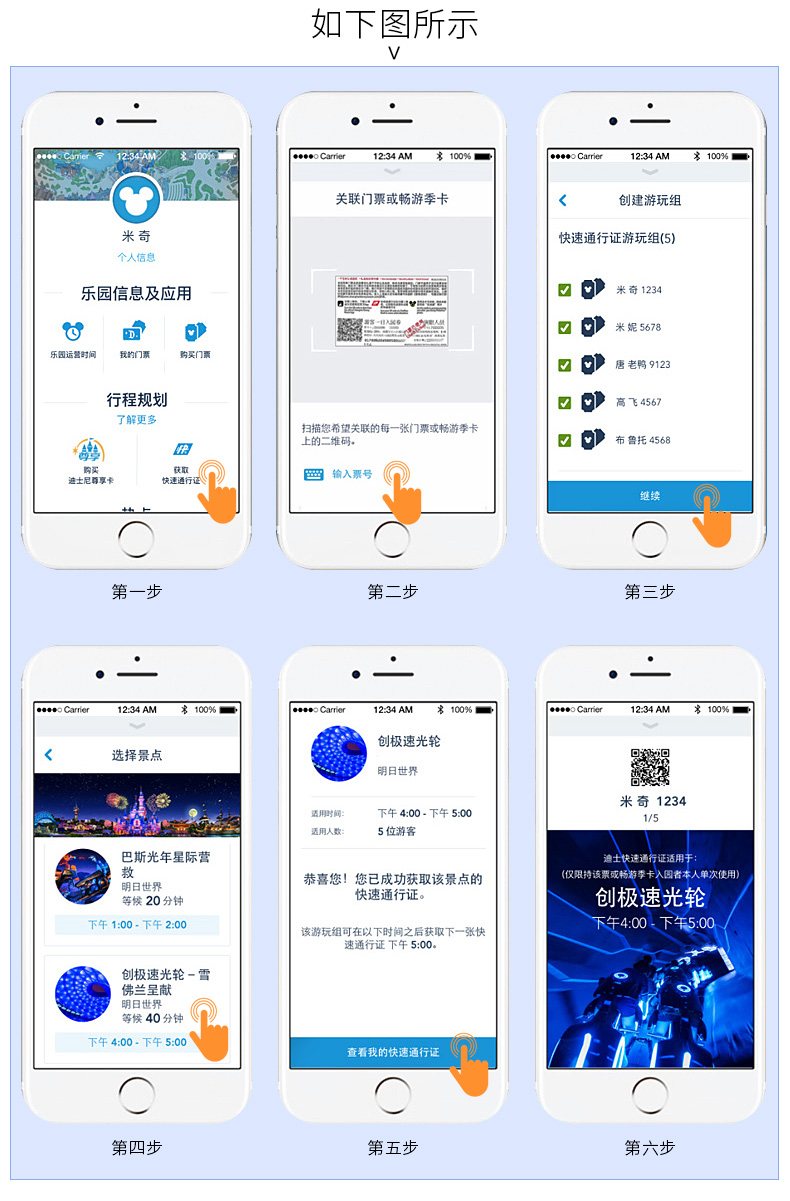 如下图所示
Carrier 12:34 AM 100%
米 奇
个人信息
乐园信息及应用
乐园运营时间 我的门票 购买门票
行程规划
了解更多
尊享
购买
迪士尼尊享卡
获取
快速通行证
第一步
Carrier 12:34 AM 100%
关联门票或畅游季卡
游客一日入园票
扫描您希望关联的每一张门票或畅游季卡
上的二维码。
输入票号
第二步
Carrier 12:34 AM 100%
创建游玩组
快速通行证游玩组(5)
米 奇 1234
米 妮 5678
唐 老鸭 9123
高 飞 4567
布 鲁托 4568
继续
第三步
Carrier 12:34 AM 100%
选择景点
巴斯光年星际营
救
明日世界
等候 20 分钟
下午 1:00 - 下午 2:00
创极速光轮 – 雪
佛兰呈献
明日世界
等候 40 分钟
下午 4:00 - 下午 5:00
第四步
Carrier 12:34 AM 100%
创极速光轮
明日世界
适用时间: 下午 4:00 - 下午 5:00
适用人数: 5 位游客
恭喜您！您已成功获取该景点的
快速通行证。
该游玩组可在以下时间之后获取下一张快
速通行证 下午 5:00。
查看我的快速通行证
第五步
Carrier 12:34 AM 100%
米 奇 1234
1/5
迪士快速通行证适用于：
(仅限持该票或畅游季卡入园者本人单次使用)
创极速光轮
下午4:00 - 下午5:00
第六步